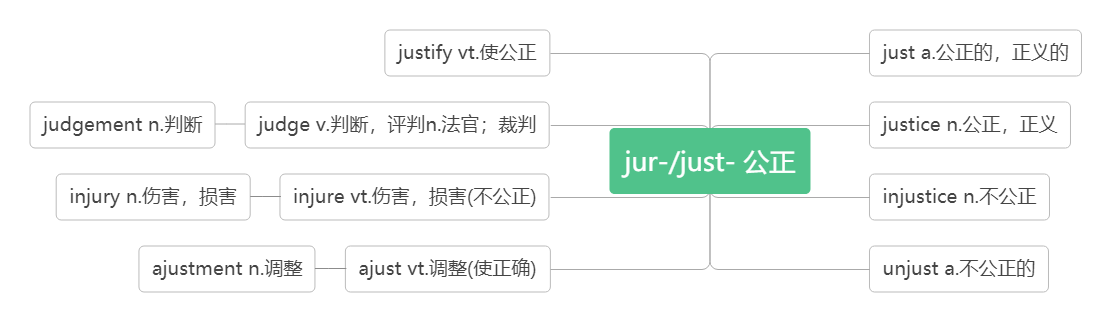 jur-/just- 公正
just a.公正的，正义的
justice n.公正，正义
injustice n.不公正
unjust a.不公正的
justify vt.使公正
judge v.判断，评判n.法官；裁判
judgement n.判断
injure vt.伤害，损害(不公正)
injury n.伤害，损害
ajust vt.调整(使正确)
ajustment n.调整